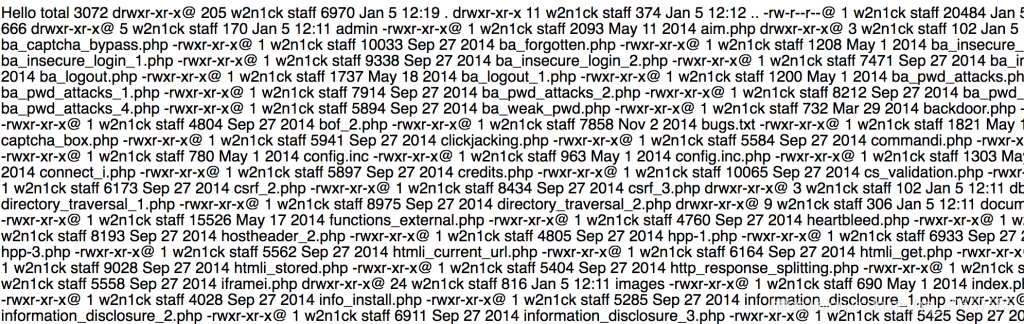 Hello total 3072 drwxr-xr-x@ 205 w2n1ck staff 6970 Jan 5 12:19 . drwxr-xr-x 11 w2n1ck staff 374 Jan 5 12:12 .. -rw-r--r--@ 1 w2n1ck staff 20484 Jan 5
666 drwxr-xr-x@ 5 w2n1ck staff 170 Jan 5 12:11 admin -rwxr-xr-x@ 1 w2n1ck staff 2093 May 11 2014 aim.php drwxr-xr-x@ 3 w2n1ck staff 102 Jan 5
ba_captcha_bypass.php -rwxr-xr-x@ 1 w2n1ck staff 10033 Sep 27 2014 ba_forgotten.php -rwxr-xr-x@ 1 w2n1ck staff 1208 May 1 2014 ba_insecure_
ba_insecure_login_1.php -rwxr-xr-x@ 1 w2n1ck staff 9338 Sep 27 2014 ba_insecure_login_2.php -rwxr-xr-x@ 1 w2n1ck staff 7471 Sep 27 2014 ba_in
2014 ba_logout.php -rwxr-xr-x@ 1 w2n1ck staff 1737 May 18 2014 ba_logout_1.php -rwxr-xr-x@ 1 w2n1ck staff 1200 May 1 2014 ba_pwd_attacks.ph
ba_pwd_attacks_1.php -rwxr-xr-x@ 1 w2n1ck staff 7914 Sep 27 2014 ba_pwd_attacks_2.php -rwxr-xr-x@ 1 w2n1ck staff 8212 Sep 27 2014 ba_pwd_
ba_pwd_attacks_4.php -rwxr-xr-x@ 1 w2n1ck staff 5894 Sep 27 2014 ba_weak_pwd.php -rwxr-xr-x@ 1 w2n1ck staff 732 Mar 29 2014 backdoor.php -
-rwxr-xr-x@ 1 w2n1ck staff 4804 Sep 27 2014 bof_2.php -rwxr-xr-x@ 1 w2n1ck staff 7858 Nov 2 2014 bugs.txt -rwxr-xr-x@ 1 w2n1ck staff 1821 May 1
captcha_box.php -rwxr-xr-x@ 1 w2n1ck staff 5941 Sep 27 2014 clickjacking.php -rwxr-xr-x@ 1 w2n1ck staff 5584 Sep 27 2014 commandi.php -
-rwxr-xr-x@ 1 w2n1ck staff 780 May 1 2014 config.inc -rwxr-xr-x@ 1 w2n1ck staff 963 May 1 2014 config.inc.php -rwxr-xr-x@ 1 w2n1ck staff 1303 Ma
2014 connect_i.php -rwxr-xr-x@ 1 w2n1ck staff 5897 Sep 27 2014 credits.php -rwxr-xr-x@ 1 w2n1ck staff 10065 Sep 27 2014 cs_validation.php -rw
1 w2n1ck staff 6173 Sep 27 2014 csrf_2.php -rwxr-xr-x@ 1 w2n1ck staff 8434 Sep 27 2014 csrf_3.php drwxr-xr-x@ 3 w2n1ck staff 102 Jan 5 12:11 db
directory_traversal_1.php -rwxr-xr-x@ 1 w2n1ck staff 8975 Sep 27 2014 directory_traversal_2.php drwxr-xr-x@ 9 w2n1ck staff 306 Jan 5 12:11 docum
-rwxr-xr-x@ 1 w2n1ck staff 15526 May 17 2014 functions_external.php -rwxr-xr-x@ 1 w2n1ck staff 4760 Sep 27 2014 heartbleed.php -rwxr-xr-x@ 1 w
w2n1ck staff 8193 Sep 27 2014 hostheader_2.php -rwxr-xr-x@ 1 w2n1ck staff 4805 Sep 27 2014 hpp-1.php -rwxr-xr-x@ 1 w2n1ck staff 6933 Sep 27 2
hpp-3.php -rwxr-xr-x@ 1 w2n1ck staff 5562 Sep 27 2014 htmli_current_url.php -rwxr-xr-x@ 1 w2n1ck staff 6164 Sep 27 2014 htmli_get.php -rwxr-x
1 w2n1ck staff 9028 Sep 27 2014 htmli_stored.php -rwxr-xr-x@ 1 w2n1ck staff 5404 Sep 27 2014 http_response_splitting.php -rwxr-xr-x@ 1 w2n1ck s
w2n1ck staff 5558 Sep 27 2014 iframei.php drwxr-xr-x@ 24 w2n1ck staff 816 Jan 5 12:11 images -rwxr-xr-x@ 1 w2n1ck staff 690 May 1 2014 index.p
-rwxr-xr-x@ 1 w2n1ck staff 4028 Sep 27 2014 info_install.php -rwxr-xr-x@ 1 w2n1ck staff 5285 Sep 27 2014 information_disclosure_1.php -rwxr-xr-x@
information_disclosure_2.php -rwxr-xr-x@ 1 w2n1ck staff 6911 Sep 27 2014 information_disclosure_3.php -rwxr-xr-x@ 1 w2n1ck staff 5425 Sep 27